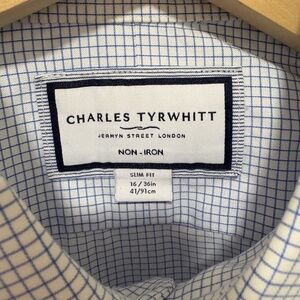 CHARLES TYRWHITT
JERMYN STREET LONDON
NON-IRON
SLIM FIT
16 / 36in
41/91cm